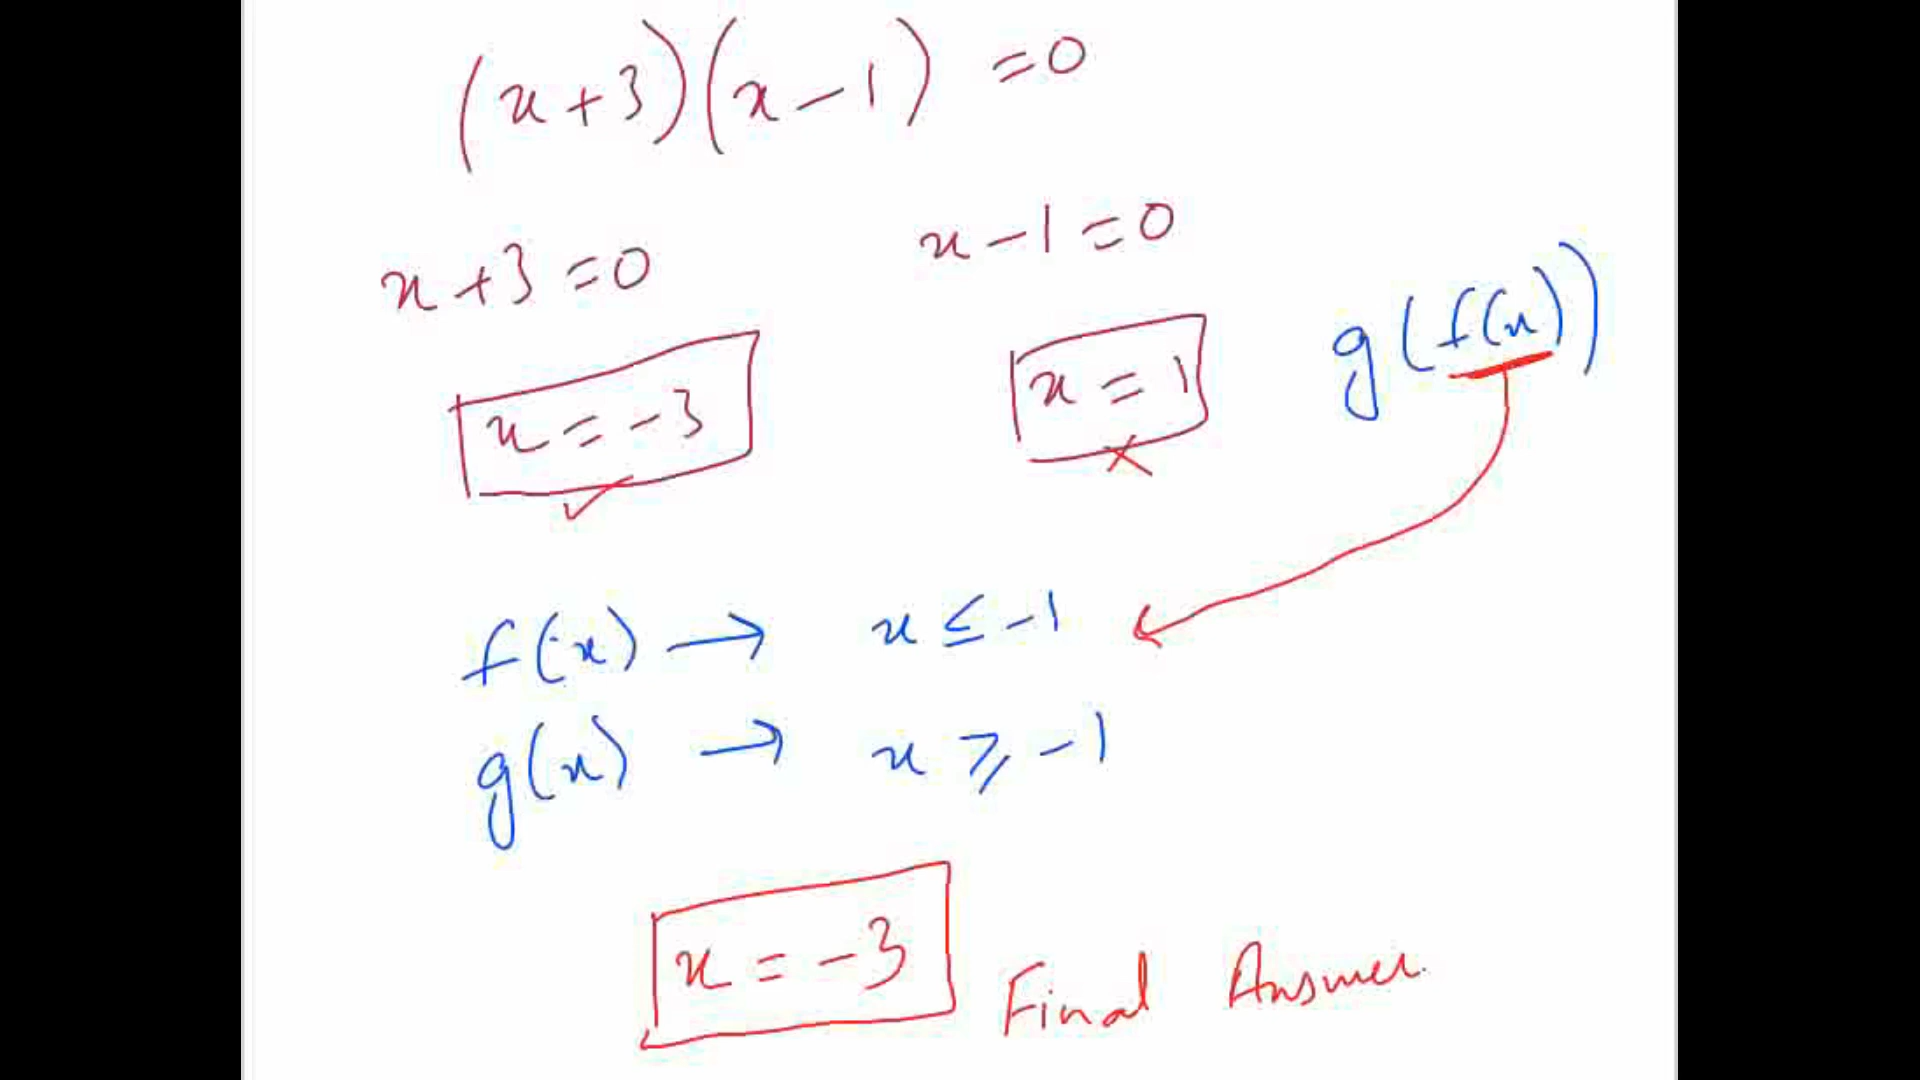 (x+3)(x-1) =0
x+3=0
x-1=0
g(f(x))
x = -3
x = 1
f(x) → x ≤ -1
g(x) → x ⩾ -1
x = -3 Final Answer.